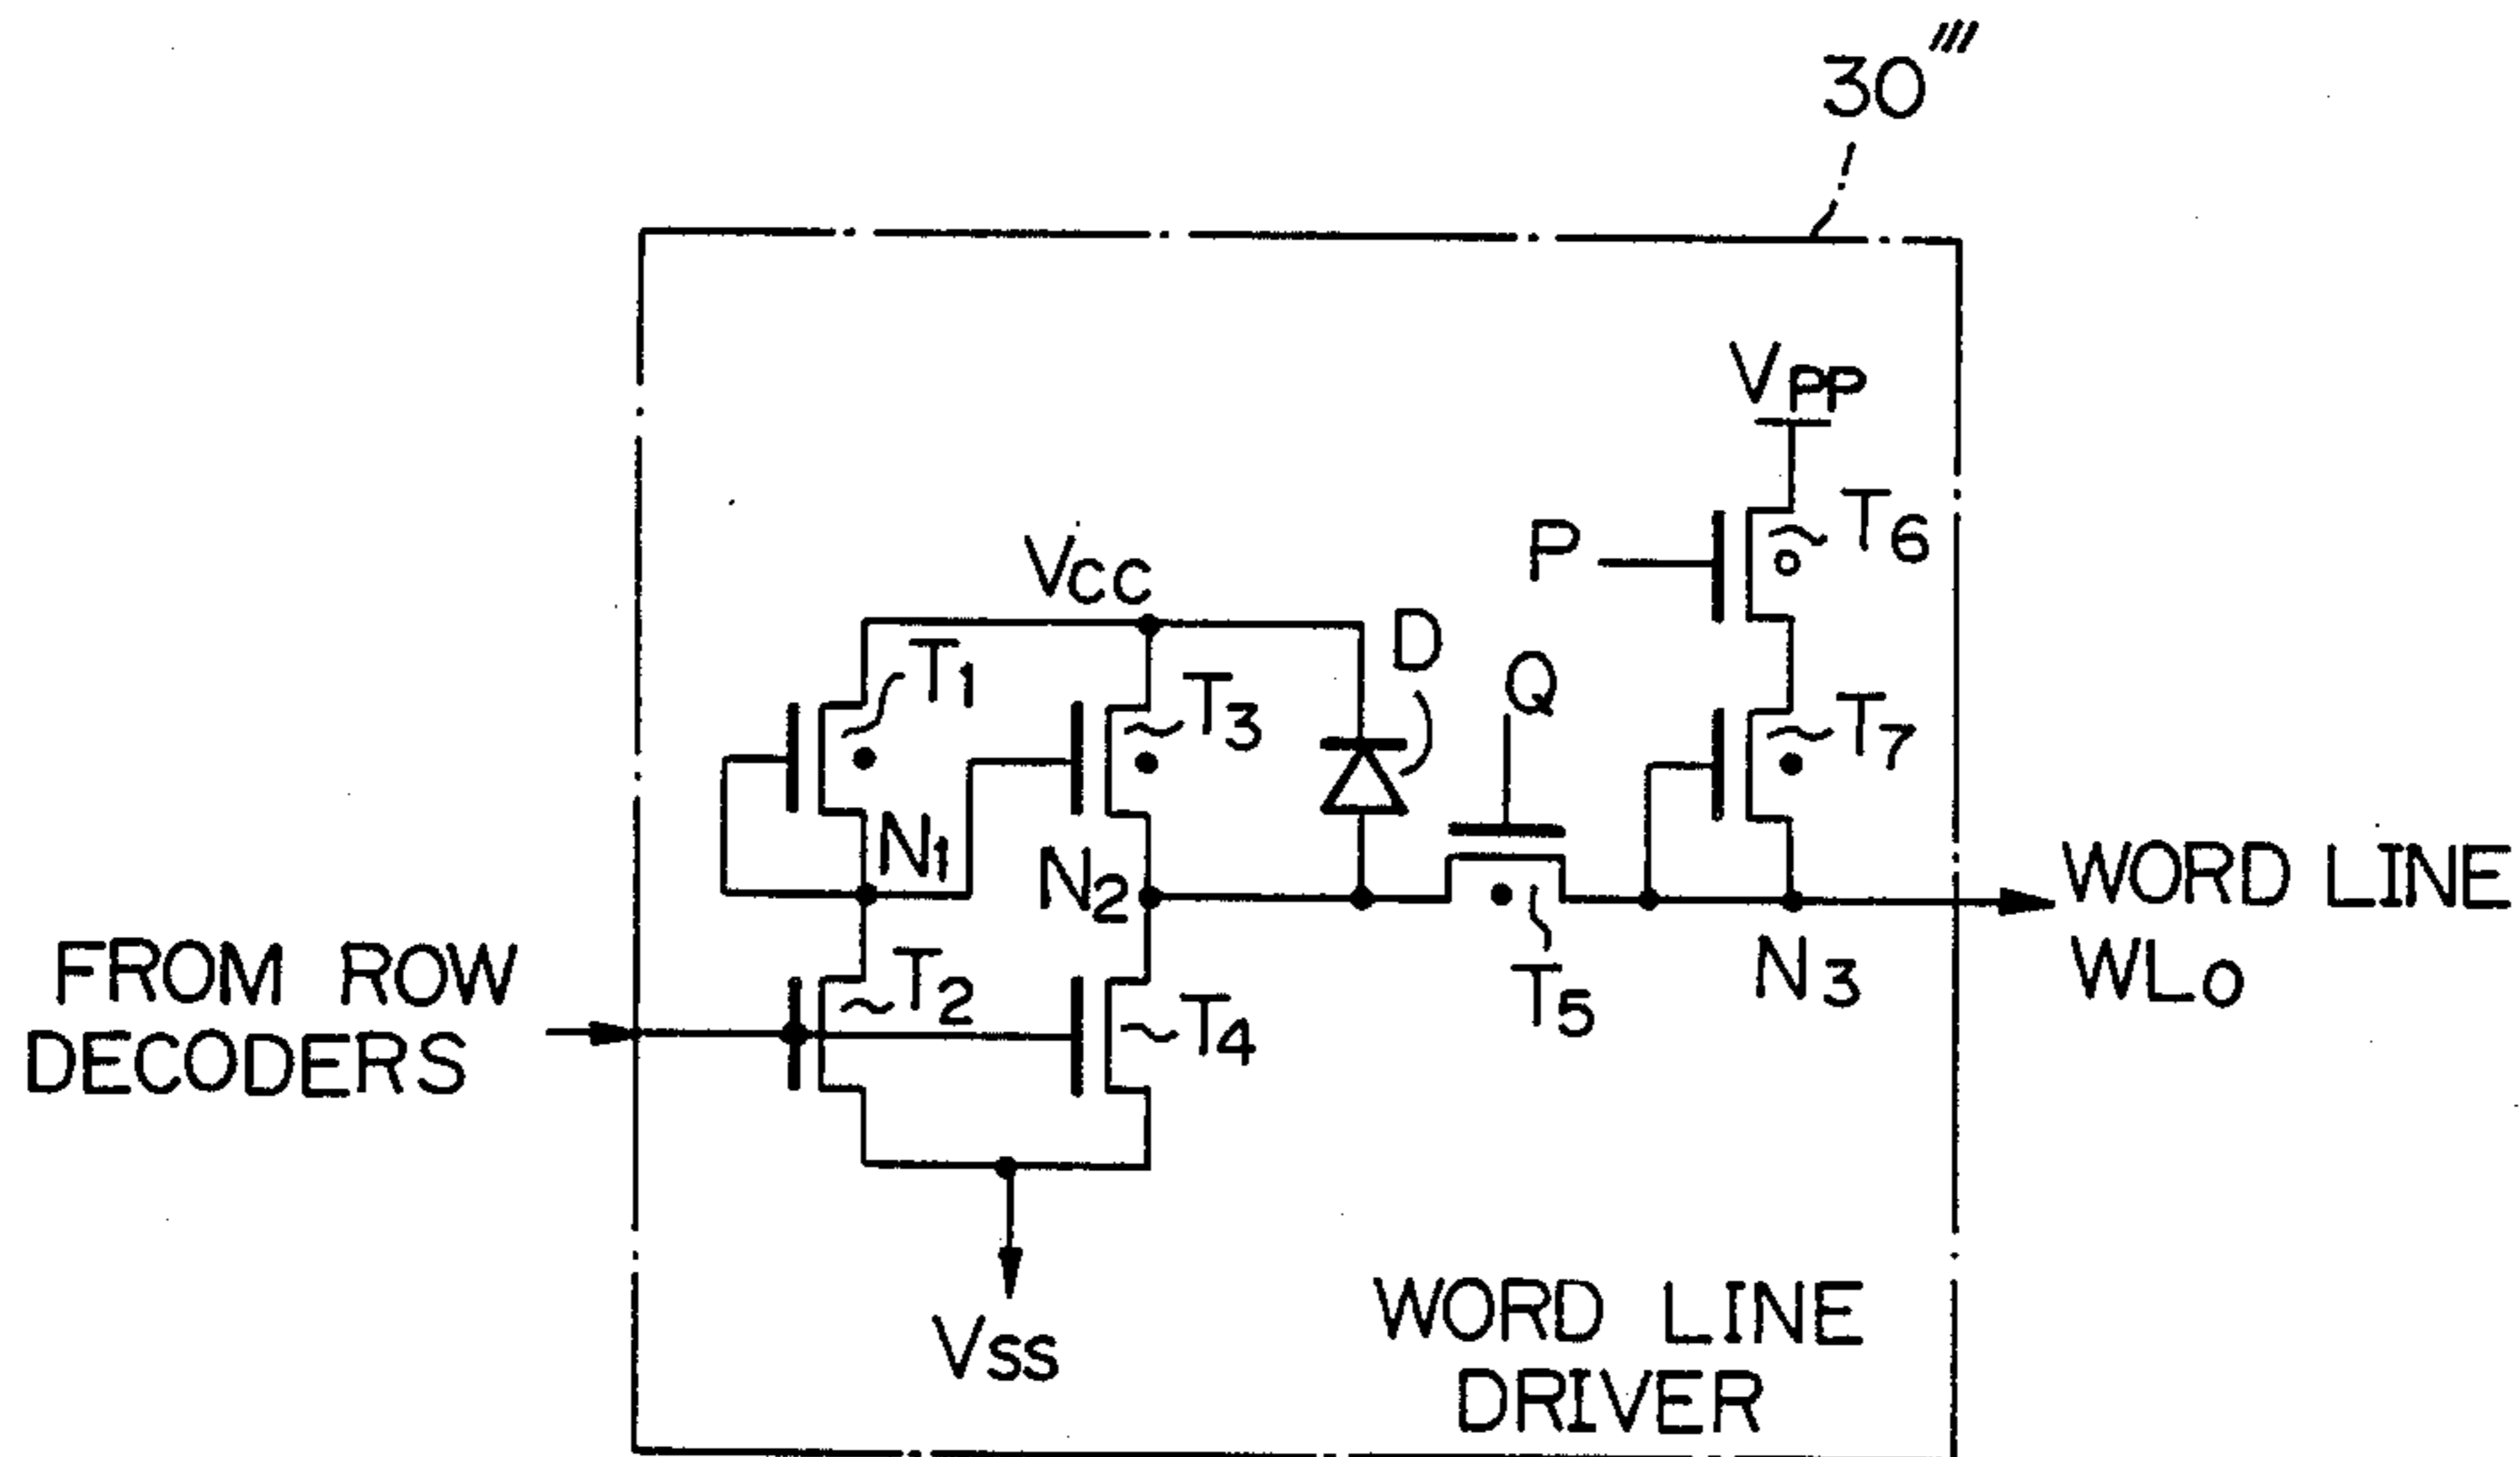 30‴
VPP
T6
P
VCC
D
T1
Q
T3
T7
N1
N2
WORD LINE
WL0
FROM ROW
DECODERS
T2
N3
T5
T4
VSS
WORD LINE
DRIVER